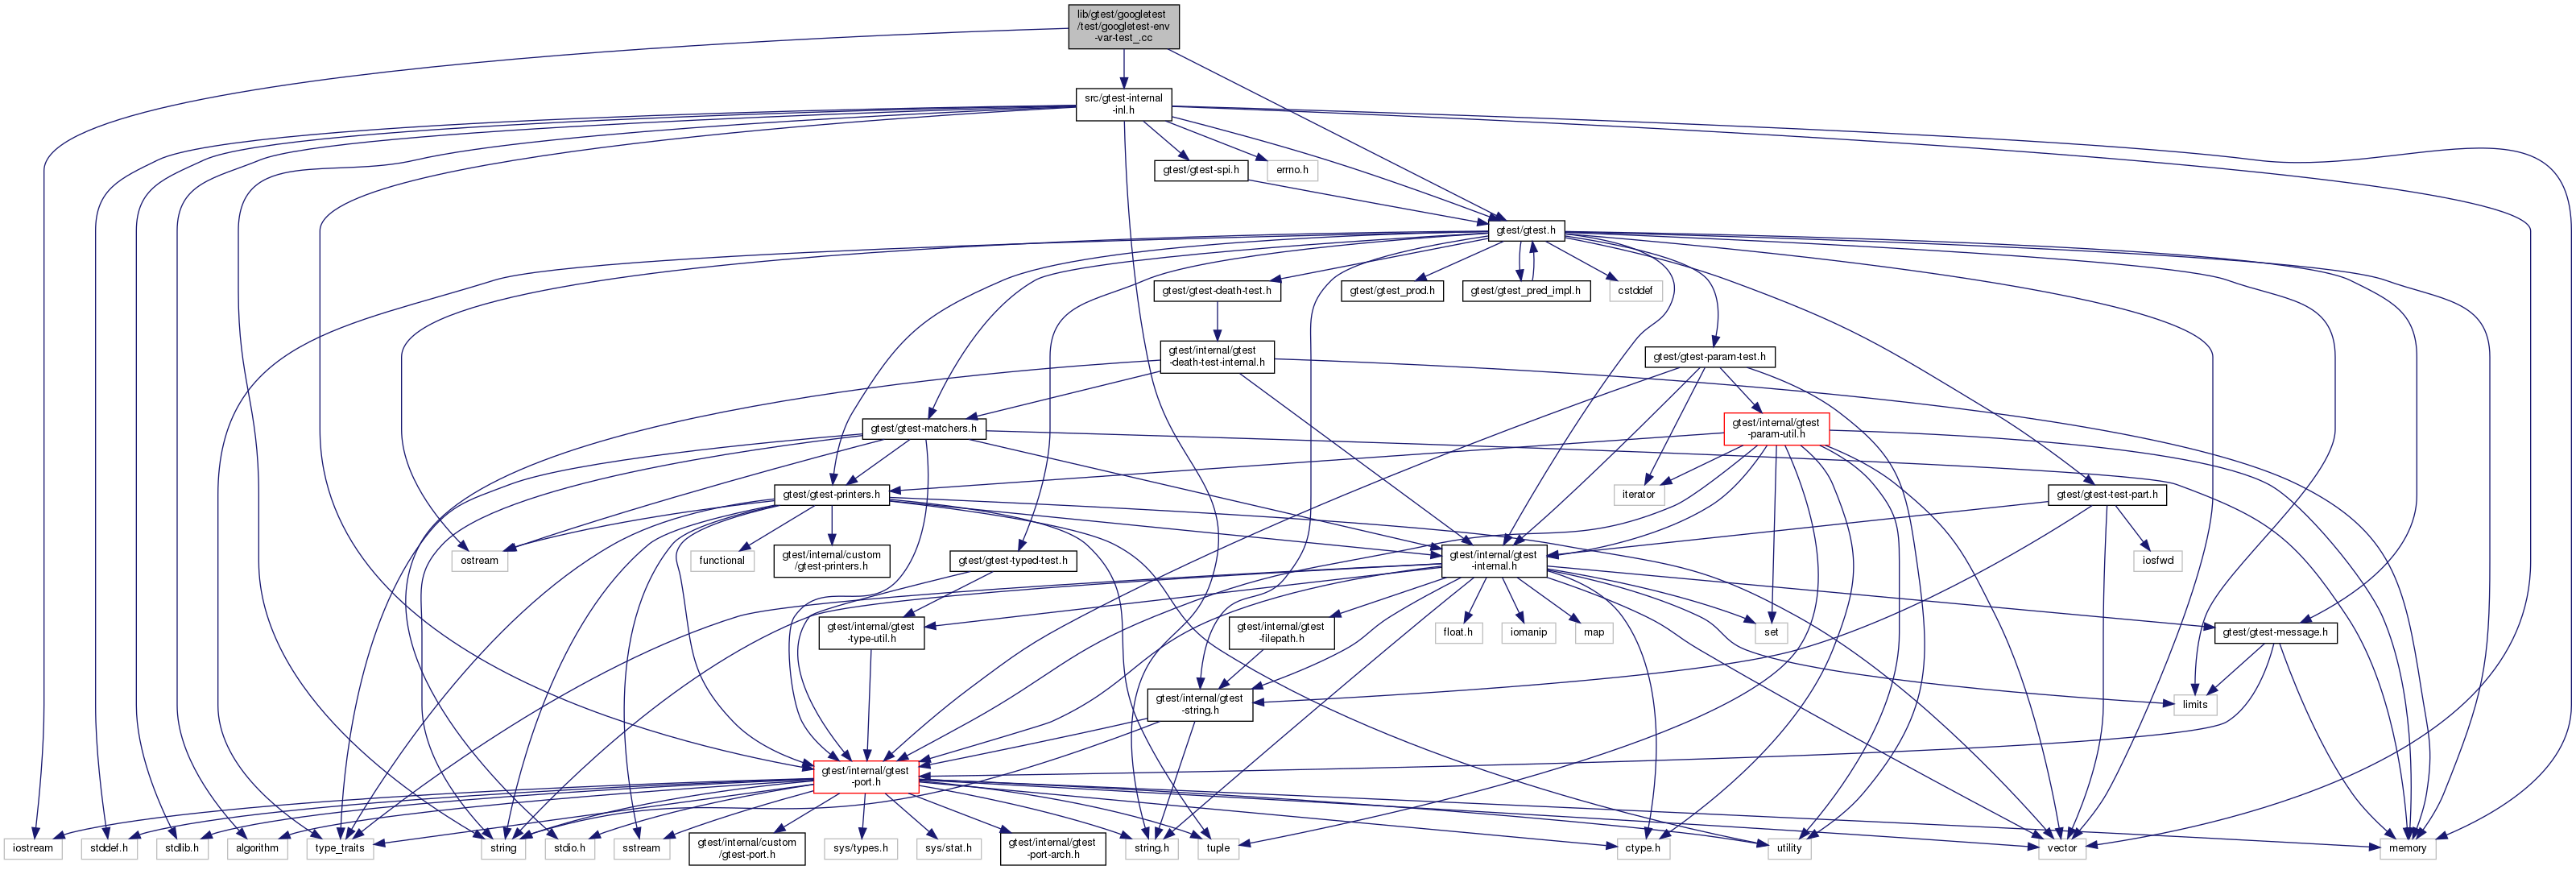 lib/gtest/googletest
/test/googletest-env
-var-test_.cc
src/gtest-internal
-inl.h
gtest/gtest-spi.h
errno.h
gtest/gtest.h
gtest/gtest-death-test.h
gtest/gtest_prod.h
gtest/gtest_pred_impl.h
cstddef
gtest/internal/gtest
-death-test-internal.h
gtest/gtest-param-test.h
gtest/gtest-matchers.h
gtest/internal/gtest
-param-util.h
gtest/gtest-printers.h
iterator
gtest/gtest-test-part.h
ostream
functional
gtest/internal/custom
/gtest-printers.h
gtest/gtest-typed-test.h
gtest/internal/gtest
-internal.h
iosfwd
gtest/internal/gtest
-type-util.h
gtest/internal/gtest
-filepath.h
float.h
iomanip
map
set
gtest/gtest-message.h
gtest/internal/gtest
-string.h
limits
gtest/internal/gtest
-port.h
iostream
stddef.h
stdlib.h
algorithm
type_traits
string
stdio.h
sstream
gtest/internal/custom
/gtest-port.h
sys/types.h
sys/stat.h
gtest/internal/gtest
-port-arch.h
string.h
tuple
ctype.h
utility
vector
memory